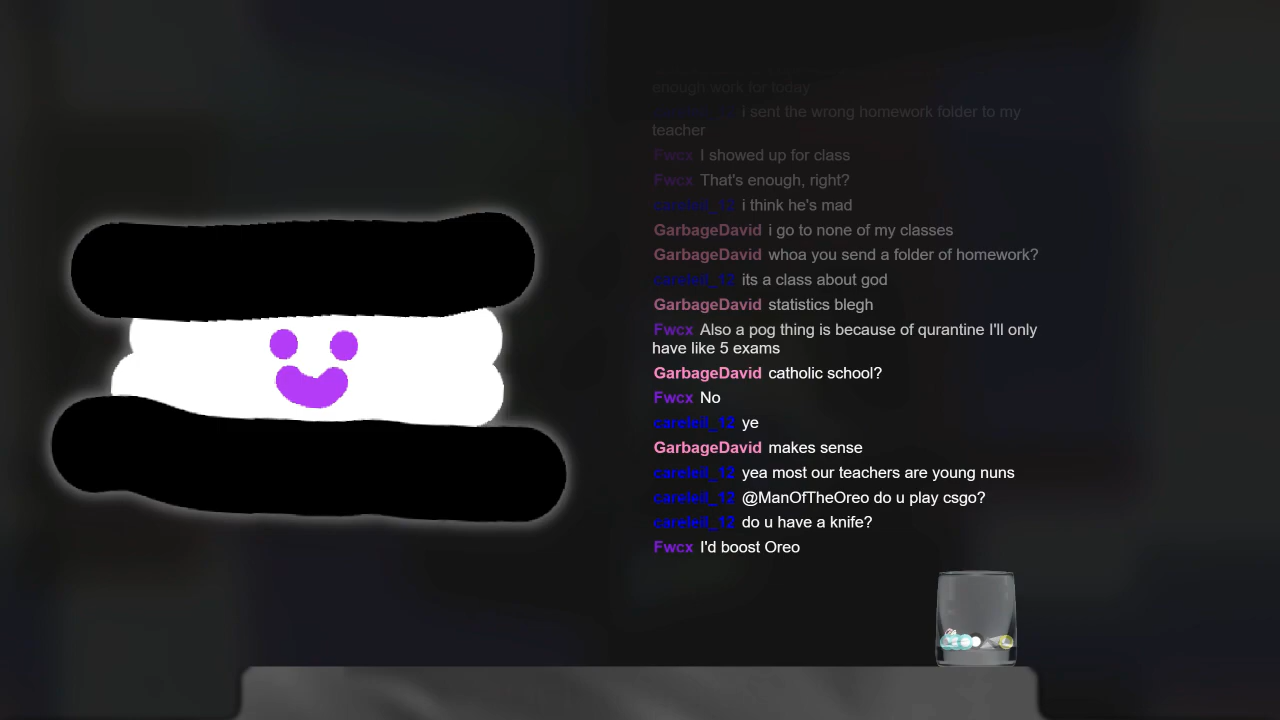 enough work for today
i sent the wrong homework folder to my
teacher
Fwcx I showed up for class
Fwcx That's enough, right?
careleil_12 i think he's mad
GarbageDavid i go to none of my classes
GarbageDavid whoa you send a folder of homework?
careleil_12 its a class about god
GarbageDavid statistics blegh
Fwcx Also a pog thing is because of qurantine I'll only
have like 5 exams
GarbageDavid catholic school?
Fwcx No
careleil_12 ye
GarbageDavid makes sense
careleil_12 yea most our teachers are young nuns
careleil_12 @ManOfTheOreo do u play csgo?
careleil_12 do u have a knife?
Fwcx I'd boost Oreo